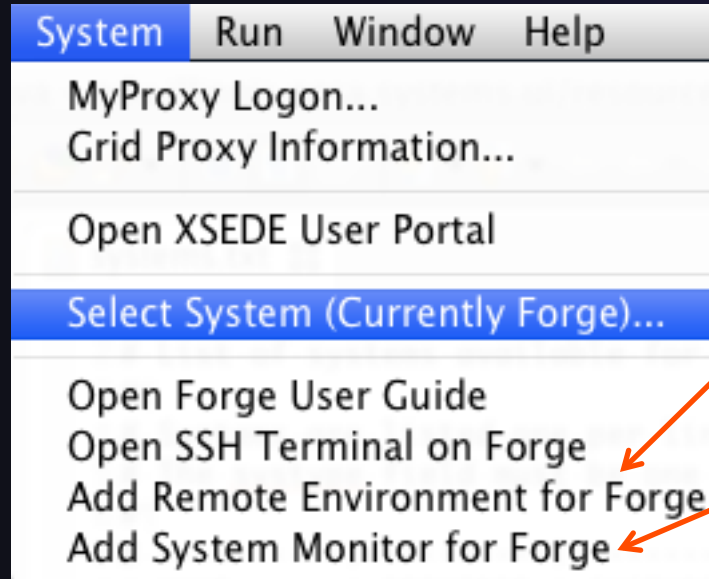 System Run Window Help
MyProxy Logon...
Grid Proxy Information...
Open XSEDE User Portal
Select System (Currently Forge)...
Open Forge User Guide
Open SSH Terminal on Forge
Add Remote Environment for Forge
Add System Monitor for Forge